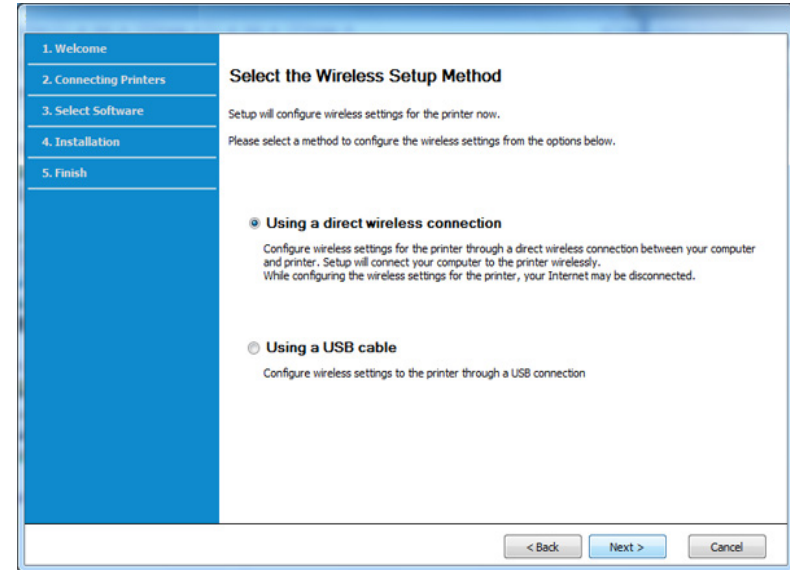 1. Welcome
2. Connecting Printers
3. Select Software
4. Installation
5. Finish
Select the Wireless Setup Method
Setup will configure wireless settings for the printer now.
Please select a method to configure the wireless settings from the options below.
Using a direct wireless connection
Configure wireless settings for the printer through a direct wireless connection between your computer
and printer. Setup will connect your computer to the printer wirelessly.
While configuring the wireless settings for the printer, your Internet may be disconnected.
Using a USB cable
Configure wireless settings to the printer through a USB connection
< Back Next > Cancel